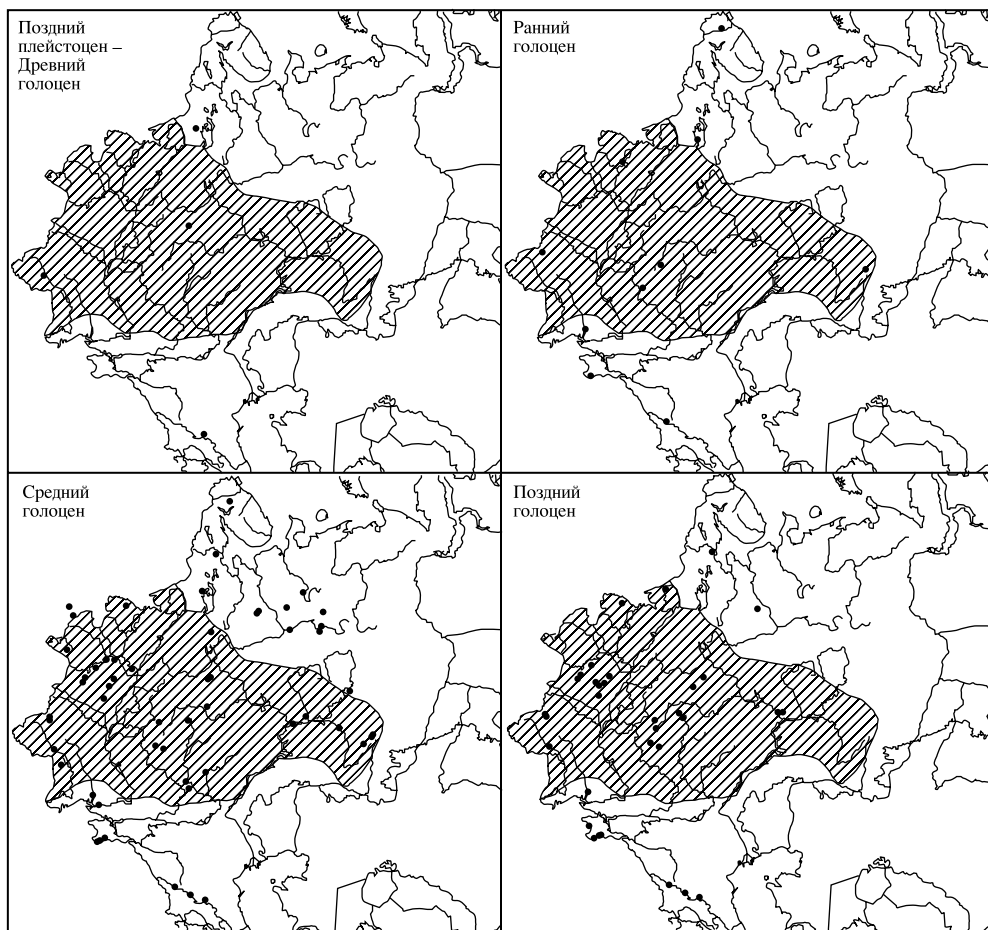 Поздний
плейстоцен –
Древний
голоцен
Ранний
голоцен
Средний
голоцен
Поздний
голоцен